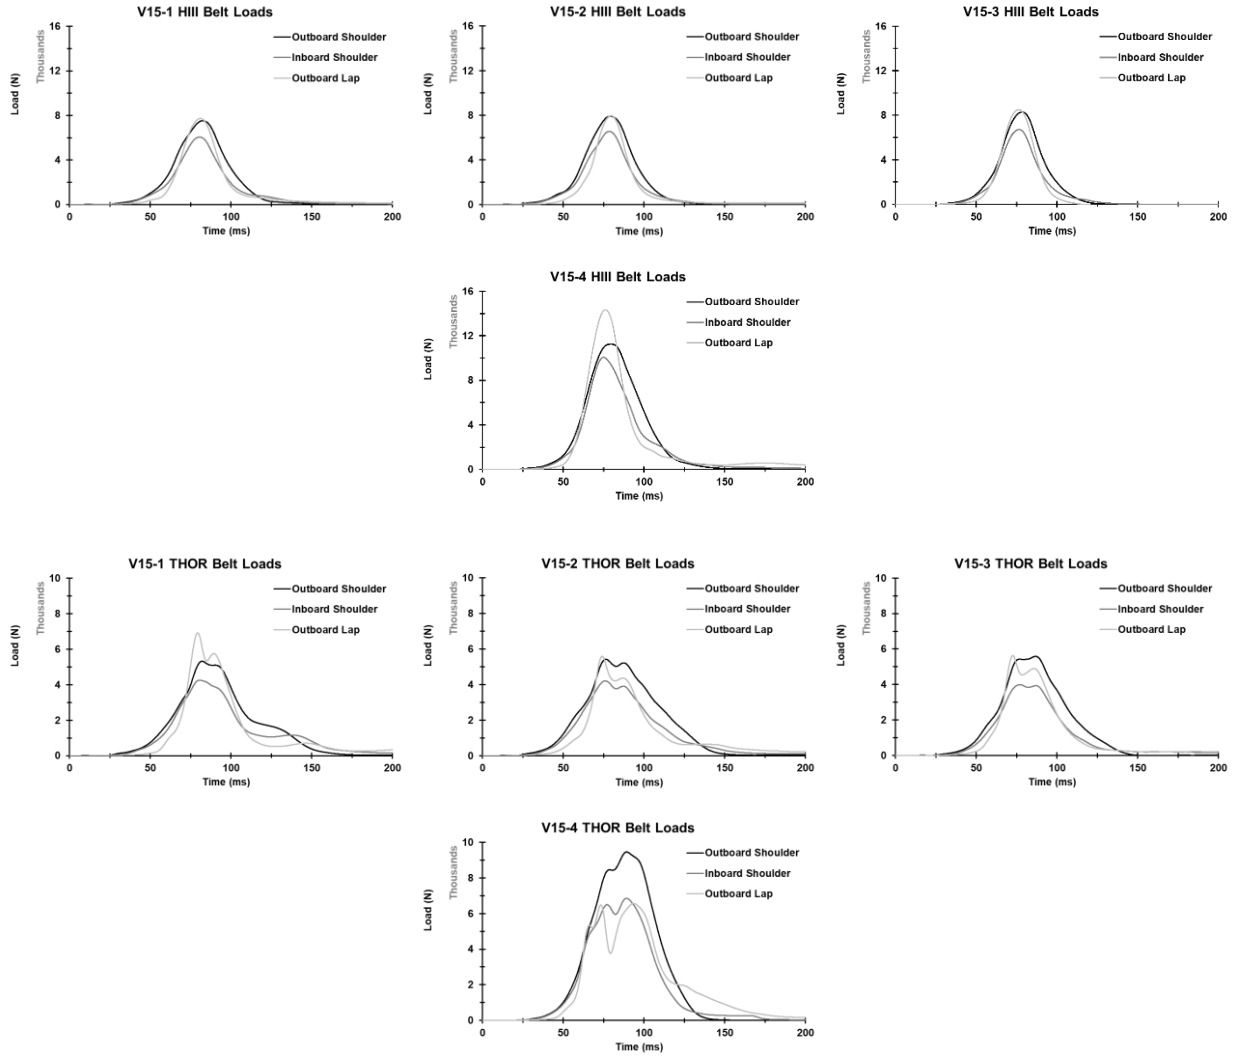 V15-1 HIII Belt Loads
16
12
8
4
0
Load (N)
Thousands
Outboard Shoulder
Inboard Shoulder
Outboard Lap
0 50 100 150 200
Time (ms)
V15-2 HIII Belt Loads
16
12
8
4
0
Load (N)
Thousands
Outboard Shoulder
Inboard Shoulder
Outboard Lap
0 50 100 150 200
Time (ms)
V15-3 HIII Belt Loads
16
12
8
4
0
Load (N)
Thousands
Outboard Shoulder
Inboard Shoulder
Outboard Lap
0 50 100 150 200
Time (ms)
V15-4 HIII Belt Loads
16
12
8
4
0
Load (N)
Thousands
Outboard Shoulder
Inboard Shoulder
Outboard Lap
0 50 100 150 200
Time (ms)
V15-1 THOR Belt Loads
10
8
6
4
2
0
Load (N)
Thousands
Outboard Shoulder
Inboard Shoulder
Outboard Lap
0 50 100 150 200
Time (ms)
V15-2 THOR Belt Loads
10
8
6
4
2
0
Load (N)
Thousands
Outboard Shoulder
Inboard Shoulder
Outboard Lap
0 50 100 150 200
Time (ms)
V15-3 THOR Belt Loads
10
8
6
4
2
0
Load (N)
Thousands
Outboard Shoulder
Inboard Shoulder
Outboard Lap
0 50 100 150 200
Time (ms)
V15-4 THOR Belt Loads
10
8
6
4
2
0
Load (N)
Thousands
Outboard Shoulder
Inboard Shoulder
Outboard Lap
0 50 100 150 200
Time (ms)